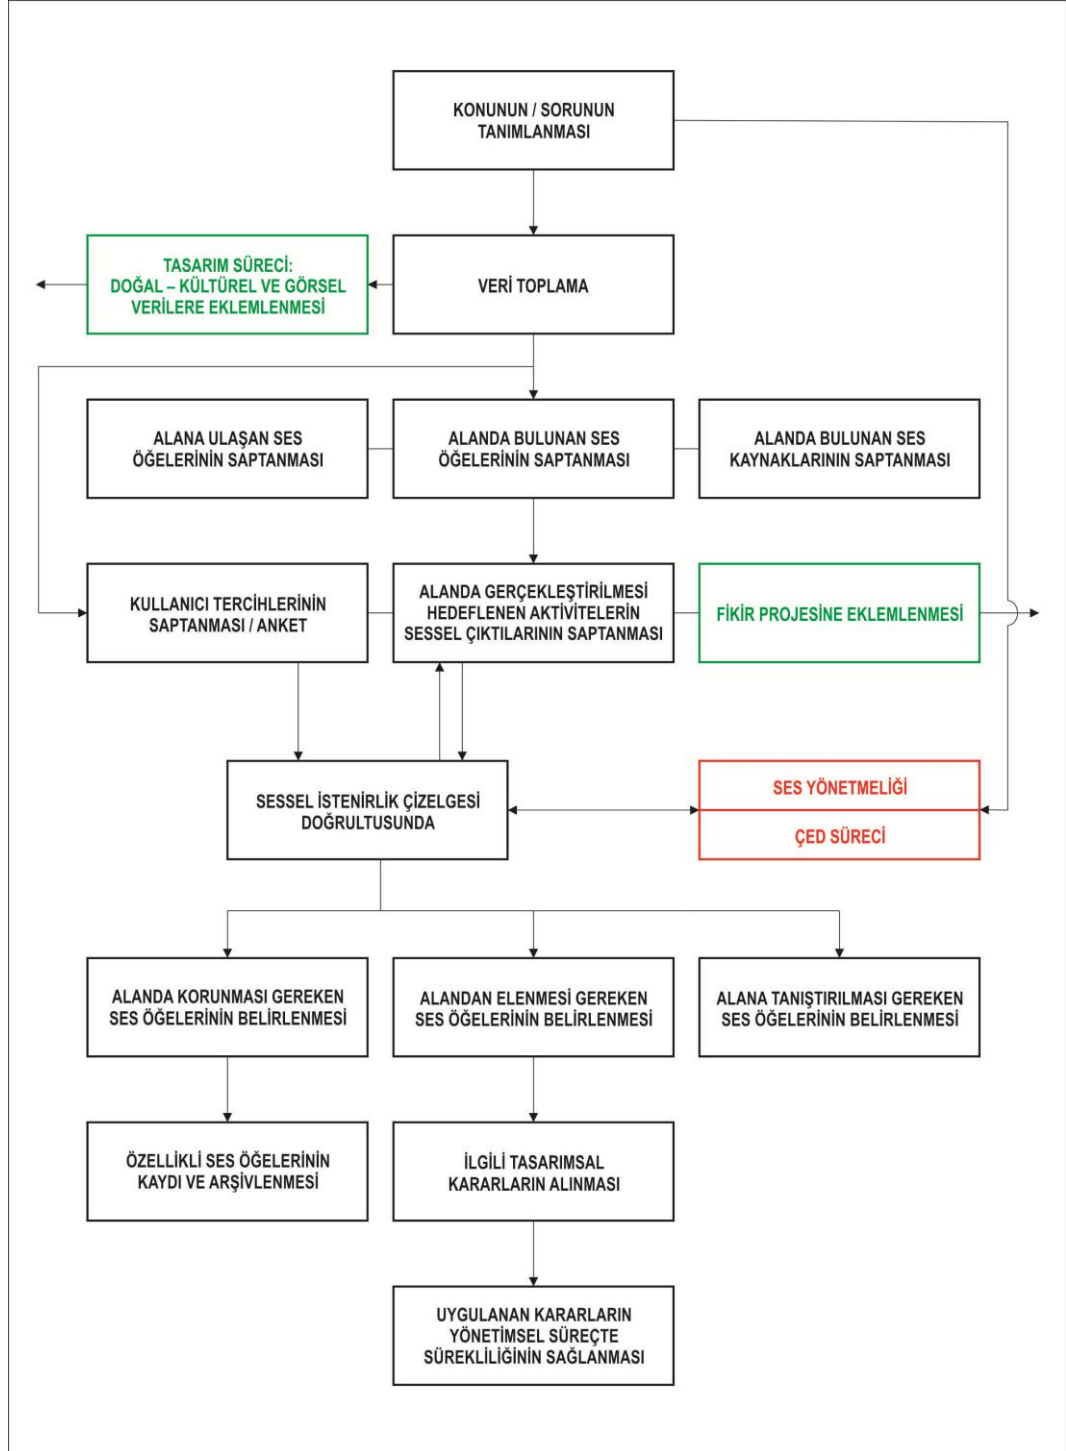 KONUNUN / SORUNUN
TANIMLANMASI
TASARIM SÜRECİ:
DOĞAL – KÜLTÜREL VE GÖRSEL
VERİLERE EKLEMLENMESİ
VERİ TOPLAMA
ALANA ULAŞAN SES
ÖĞELERİNİN SAPTANMASI
ALANDA BULUNAN SES
ÖĞELERİNİN SAPTANMASI
ALANDA BULUNAN SES
KAYNAKLARININ SAPTANMASI
KULLANICI TERCİHLERİNİN
SAPTANMASI / ANKET
ALANDA GERÇEKLEŞTİRİLMESİ
HEDEFLENEN AKTİVİTELERİN
SESSEL ÇIKTILARININ SAPTANMASI
FİKİR PROJESİNE EKLEMLENMESİ
SESSEL İSTENİRLİK ÇİZELGESİ
DOĞRULTUSUNDA
SES YÖNETMELİĞİ
ÇED SÜRECİ
ALANDA KORUNMASI GEREKEN
SES ÖĞELERİNİN BELİRLENMESİ
ALANDAN ELENMESİ GEREKEN
SES ÖĞELERİNİN BELİRLENMESİ
ALANA TANIŞTIRILMASI GEREKEN
SES ÖĞELERİNİN BELİRLENMESİ
ÖZELLİKLİ SES ÖĞELERİNİN
KAYDI VE ARŞİVLENMESİ
İLGİLİ TASARIMSAL
KARARLARIN ALINMASI
UYGULANAN KARARLARIN
YÖNETİMSEL SÜREÇTE
SÜREKLİLİĞİNİN SAĞLANMASI